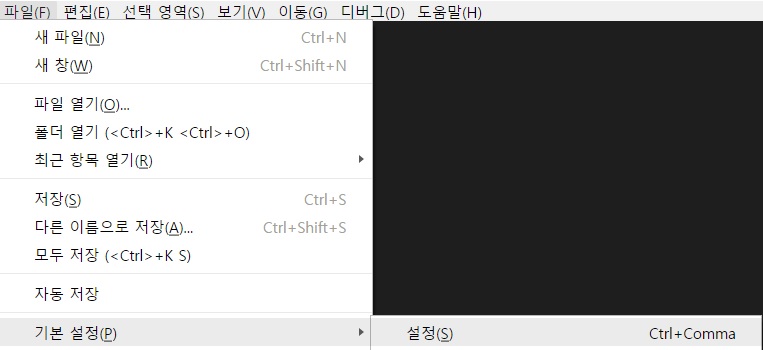 파일(F) 편집(E) 선택 영역(S) 보기(V) 이동(G) 디버그(D) 도움말(H)
새 파일(N) Ctrl+N
새 창(W) Ctrl+Shift+N
파일 열기(O)...
폴더 열기 (<Ctrl>+K <Ctrl>+O)
최근 항목 열기(R)
저장(S) Ctrl+S
다른 이름으로 저장(A)... Ctrl+Shift+S
모두 저장 (<Ctrl>+K S)
자동 저장
기본 설정(P) 설정(S) Ctrl+Comma